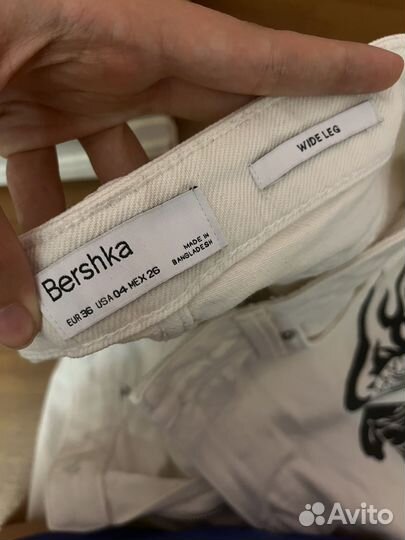 WIDE LEG
Bershka
MADE IN
BANGLADESH
EUR 36 USA 04 MEX 26
Avito